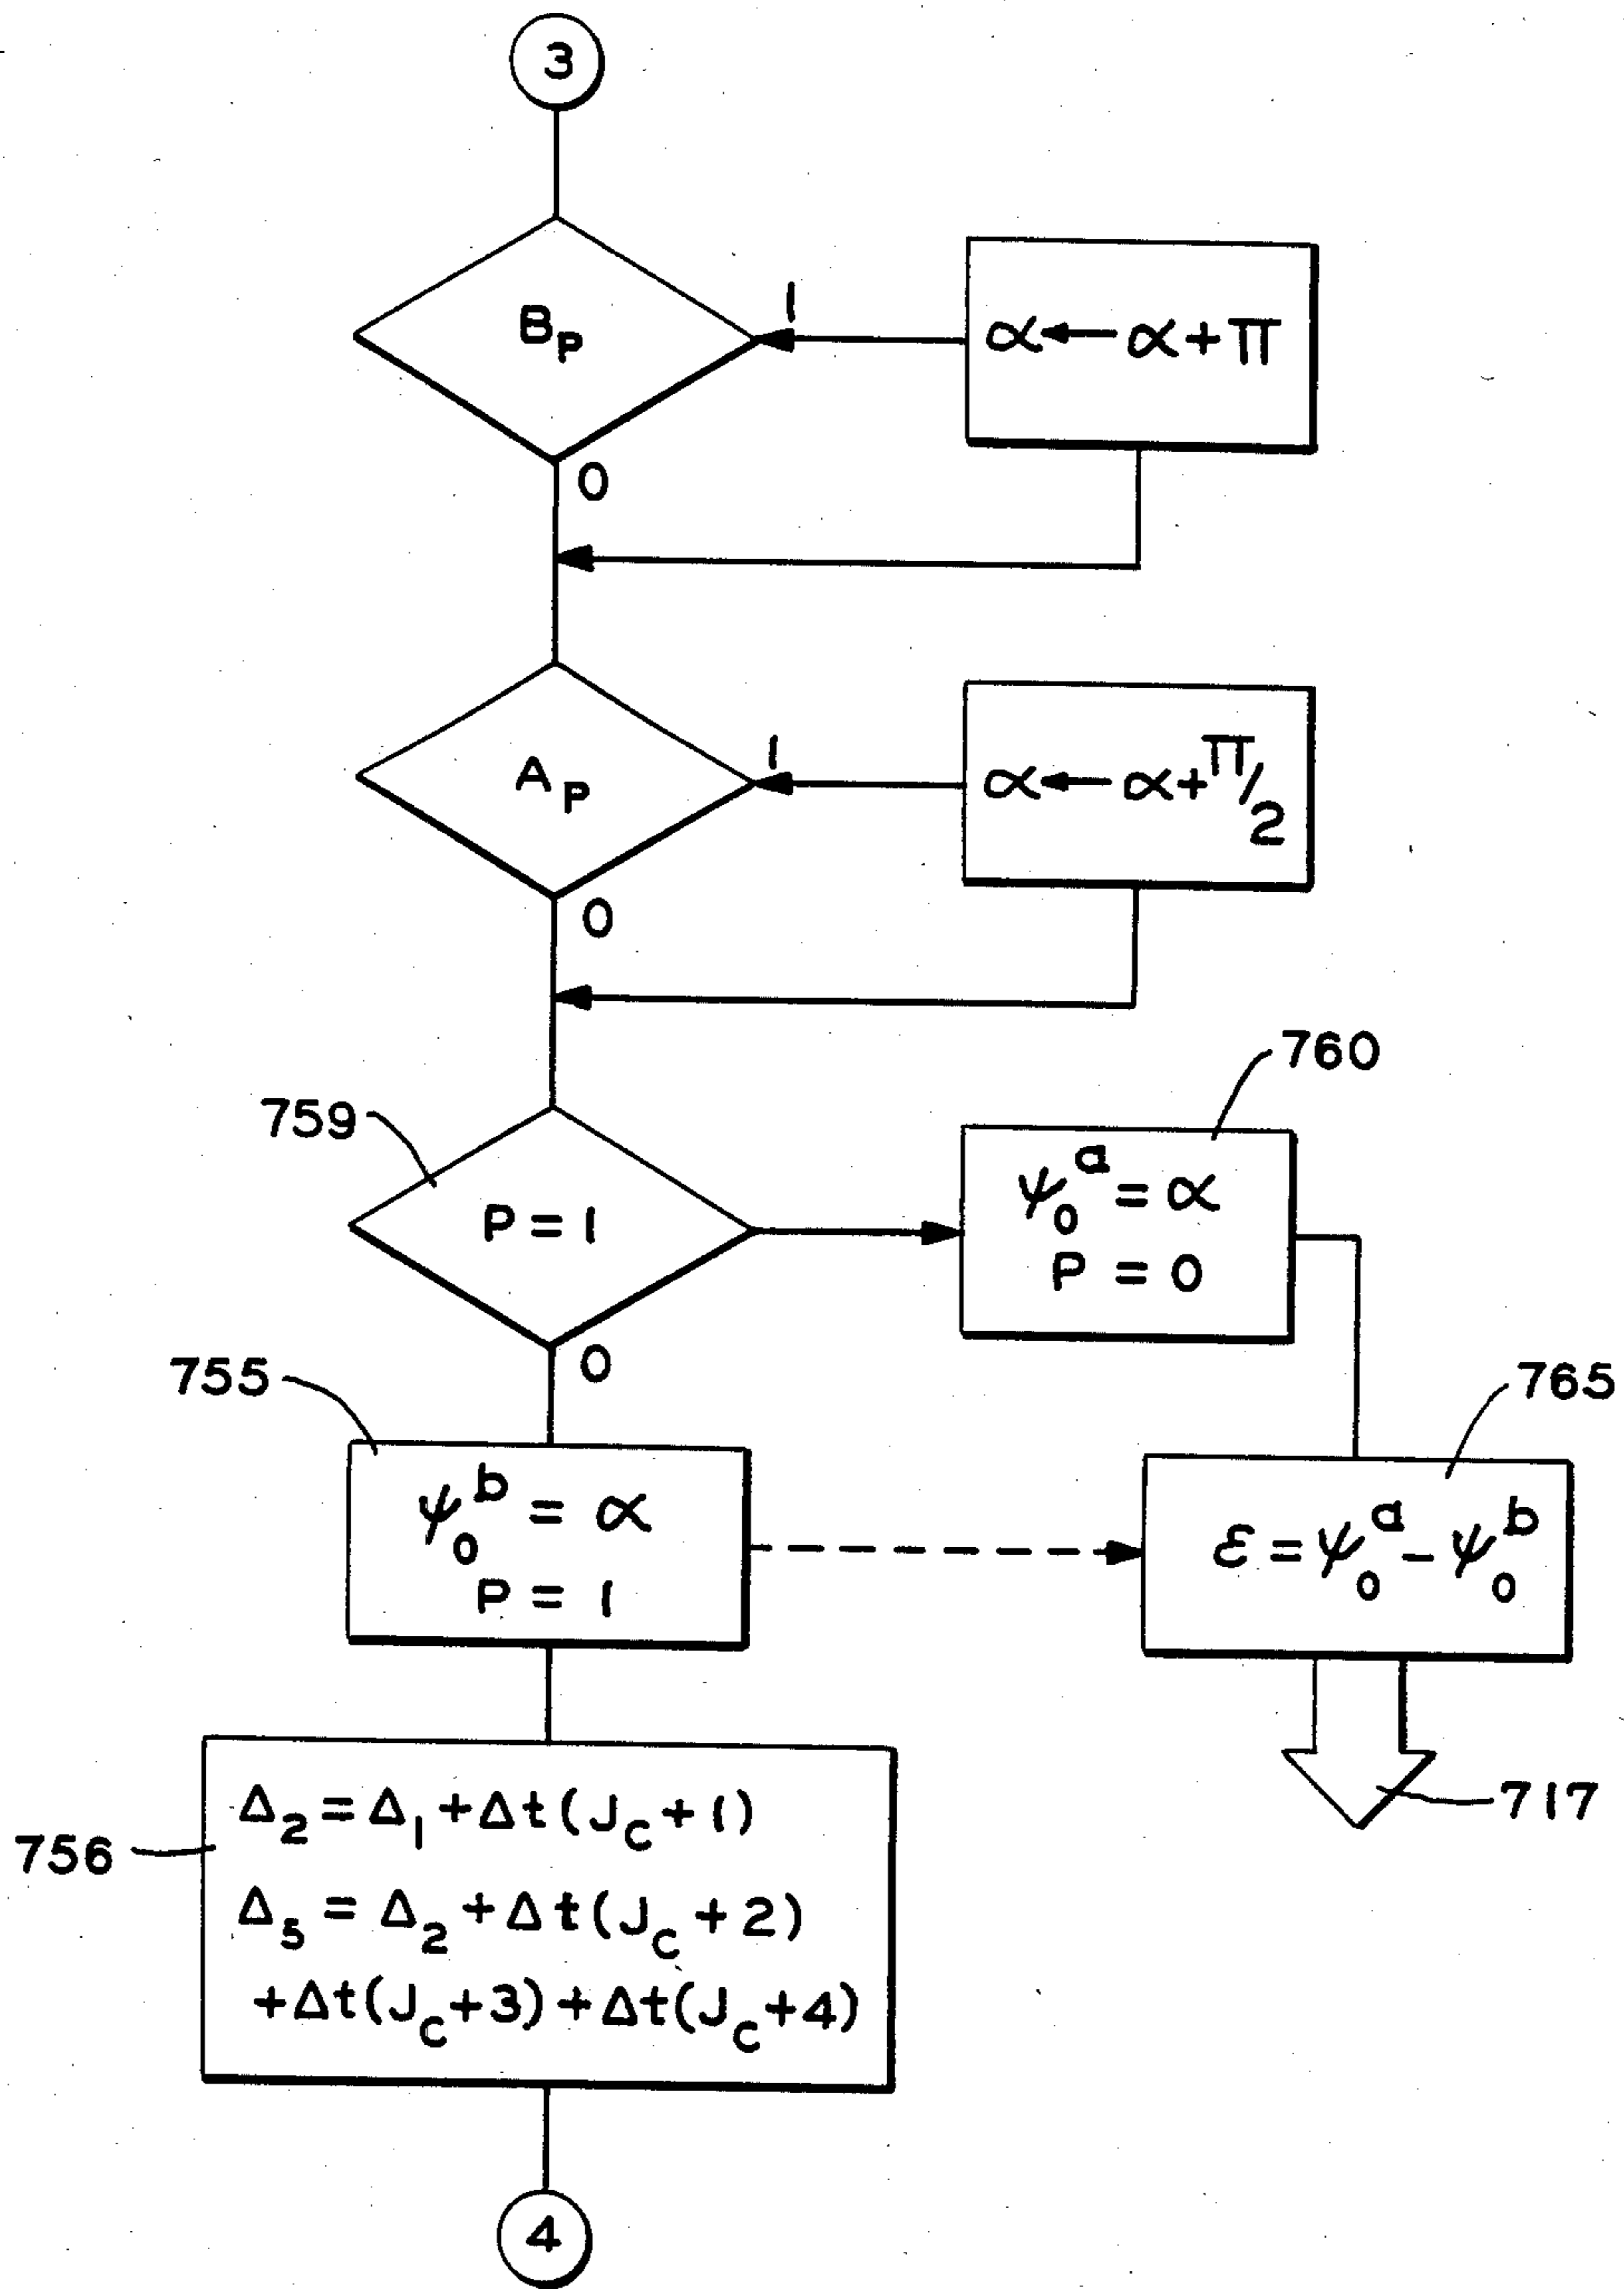 3
B_P
1
α ← α + π
0
A_P
1
α ← α + π/2
0
759
P = 1
760
ψ_0^a = α
P = 0
0
755
ψ_0^b = α
P = 1
765
ε = ψ_0^a - ψ_0^b
717
756
Δ_2 = Δ_1 + Δt(J_C + 1)
Δ_5 = Δ_2 + Δt(J_C + 2)
+Δt(J_C+3) + Δt(J_C+4)
4